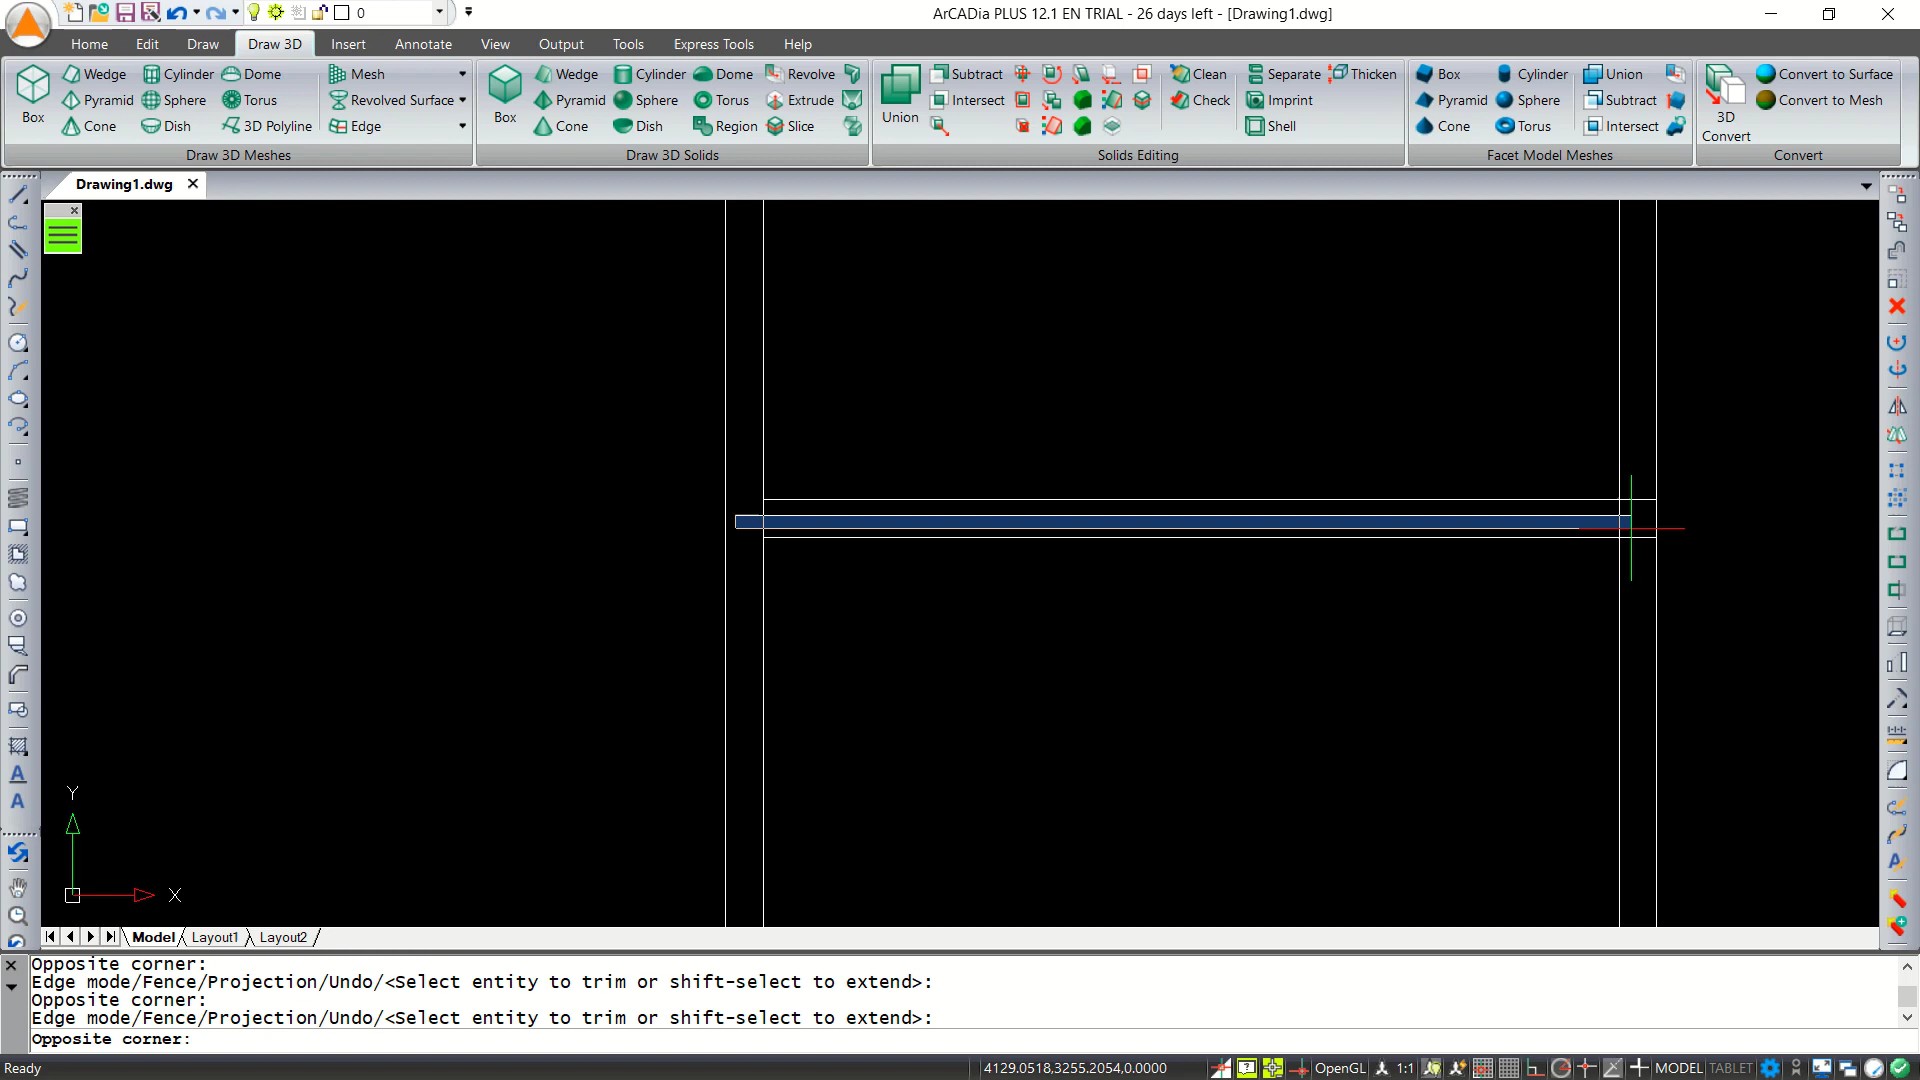 0
ArCADia PLUS 12.1 EN TRIAL - 26 days left - [Drawing1.dwg]
Home Edit Draw Draw 3D Insert Annotate View Output Tools Express Tools Help
Wedge Cylinder Dome Mesh Wedge Cylinder Dome Revolve Subtract Clean Separate Thicken Box Cylinder Union Convert to Surface
Pyramid Sphere Torus Revolved Surface Pyramid Sphere Torus Extrude Intersect Check Imprint Pyramid Sphere Subtract Convert to Mesh
Box Box Union 3D
Cone Dish 3D Polyline Edge Cone Dish Region Slice Shell Cone Torus Intersect Convert
Draw 3D Meshes Draw 3D Solids Solids Editing Facet Model Meshes Convert
Drawing1.dwg
Y
X
Model Layout1 Layout2
Opposite corner:
Edge mode/Fence/Projection/Undo/<Select entity to trim or shift-select to extend>:
Opposite corner:
Edge mode/Fence/Projection/Undo/<Select entity to trim or shift-select to extend>:
Opposite corner:
Ready 4129.0518,3255.2054,0.0000 OpenGL 1:1 MODEL TABLET